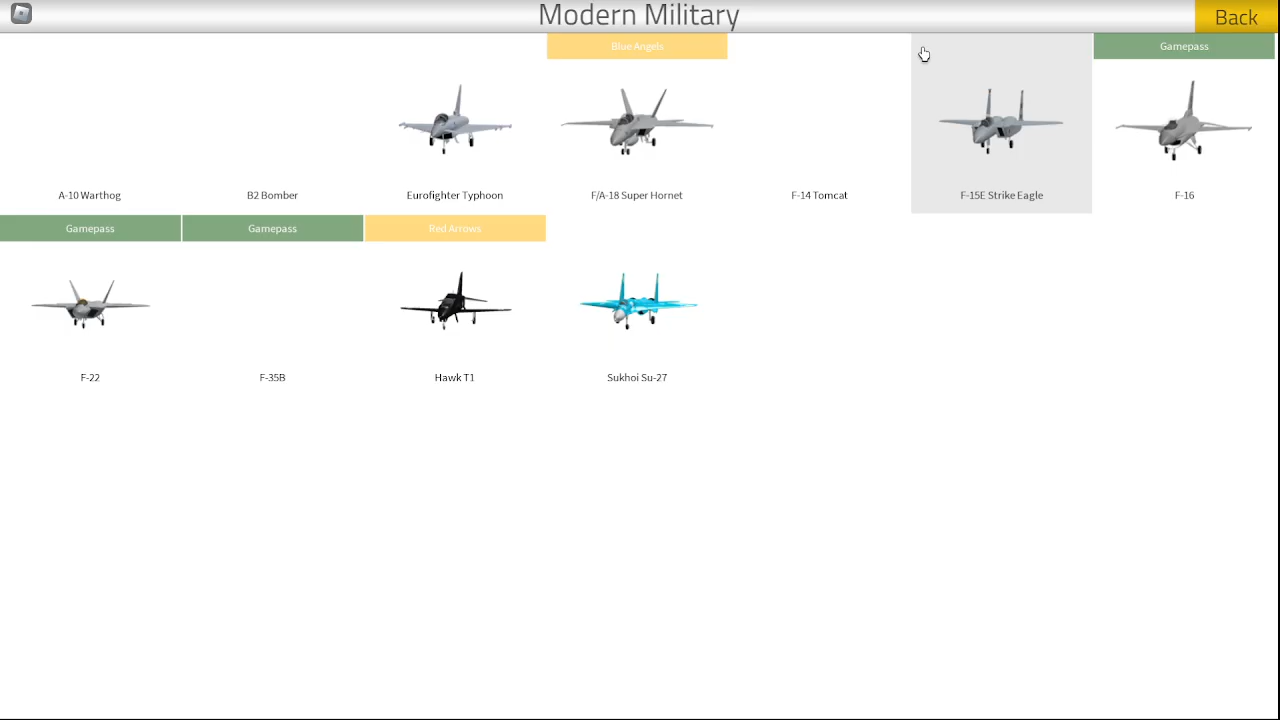 Modern Military
Back
Blue Angels
Gamepass
A-10 Warthog
B2 Bomber
Eurofighter Typhoon
F/A-18 Super Hornet
F-14 Tomcat
F-15E Strike Eagle
F-16
Gamepass
Gamepass
Red Arrows
F-22
F-35B
Hawk T1
Sukhoi Su-27